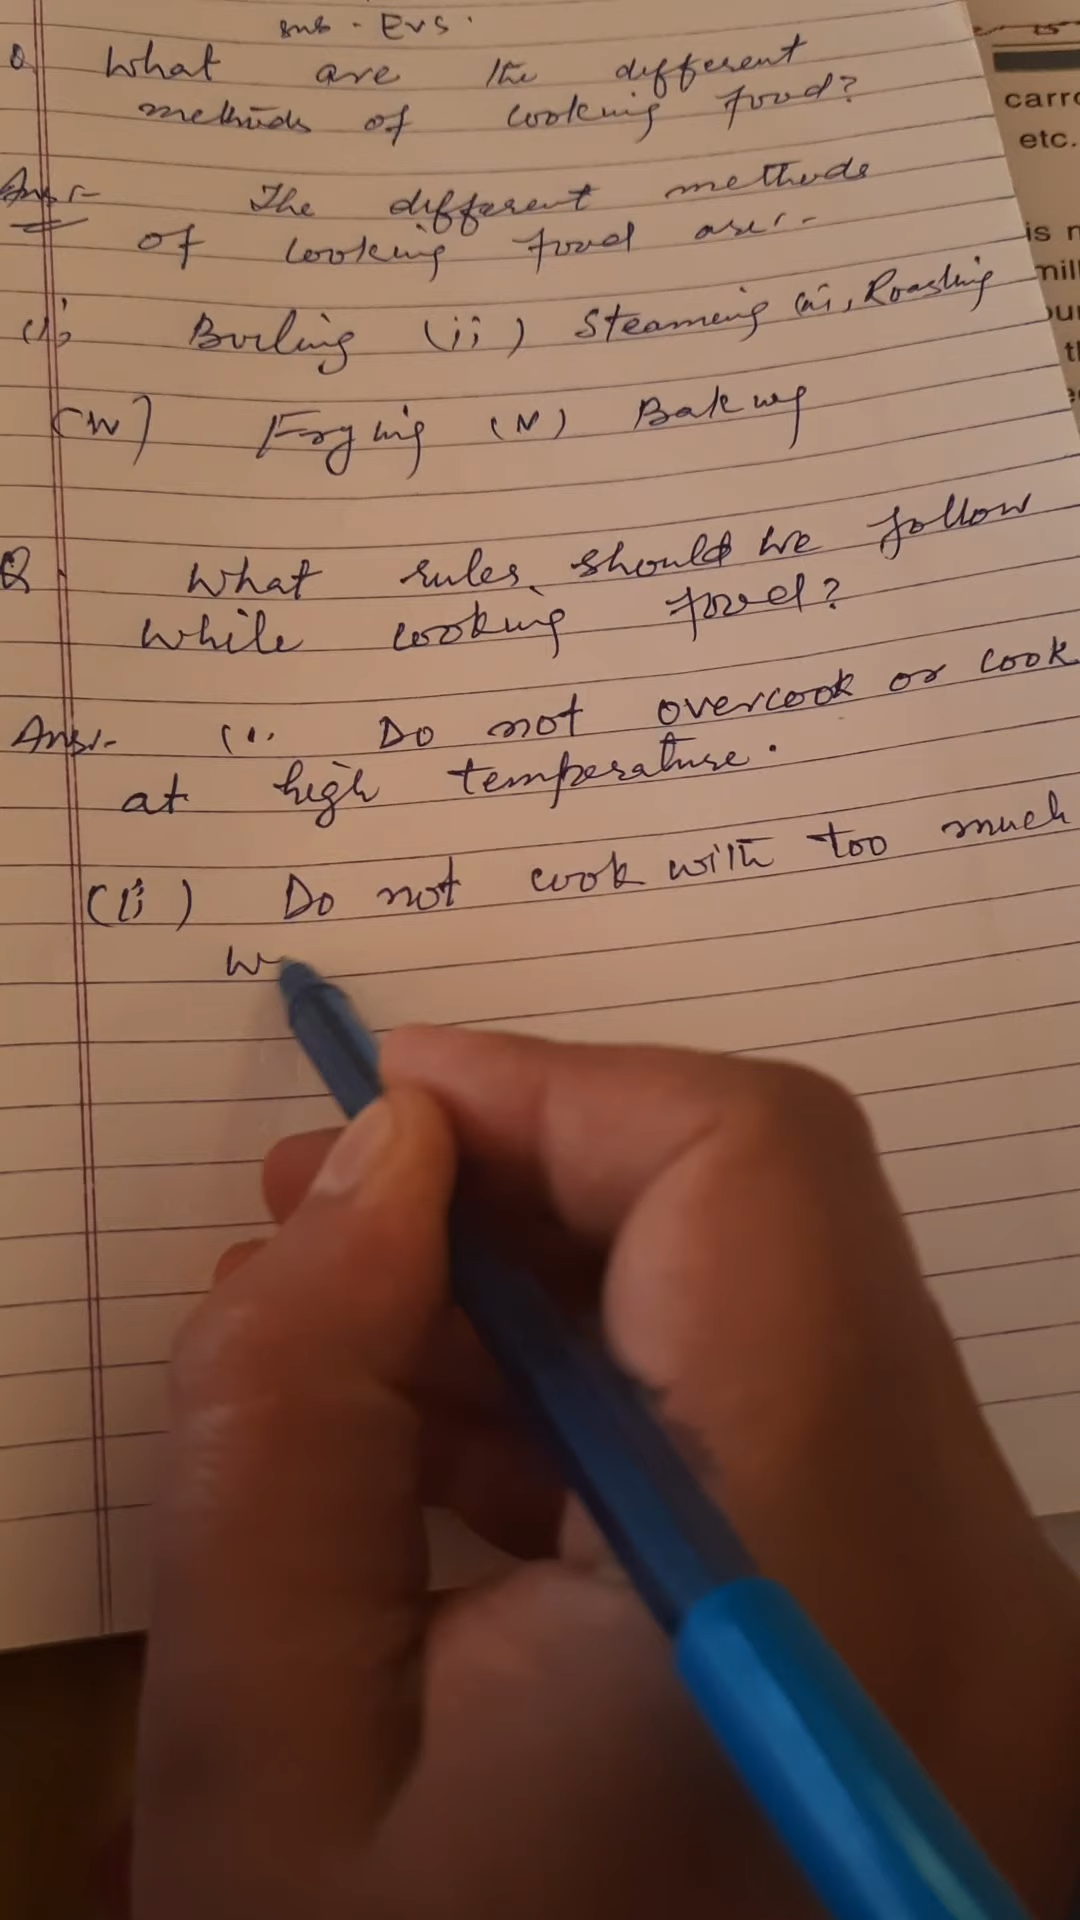 sub - Evs.
Q What are the different
methods of cooking food?
Ans:- The different methods
of cooking food are:-
(i) Boiling (ii) Steameing (iii) Roasting
(iv) Frying (v) Baking
Q What rules should we follow
while cooking food?
Ans:- (i. Do not overcook or cook
at high temperature.
(ii) Do not cook with too much
w
etc.